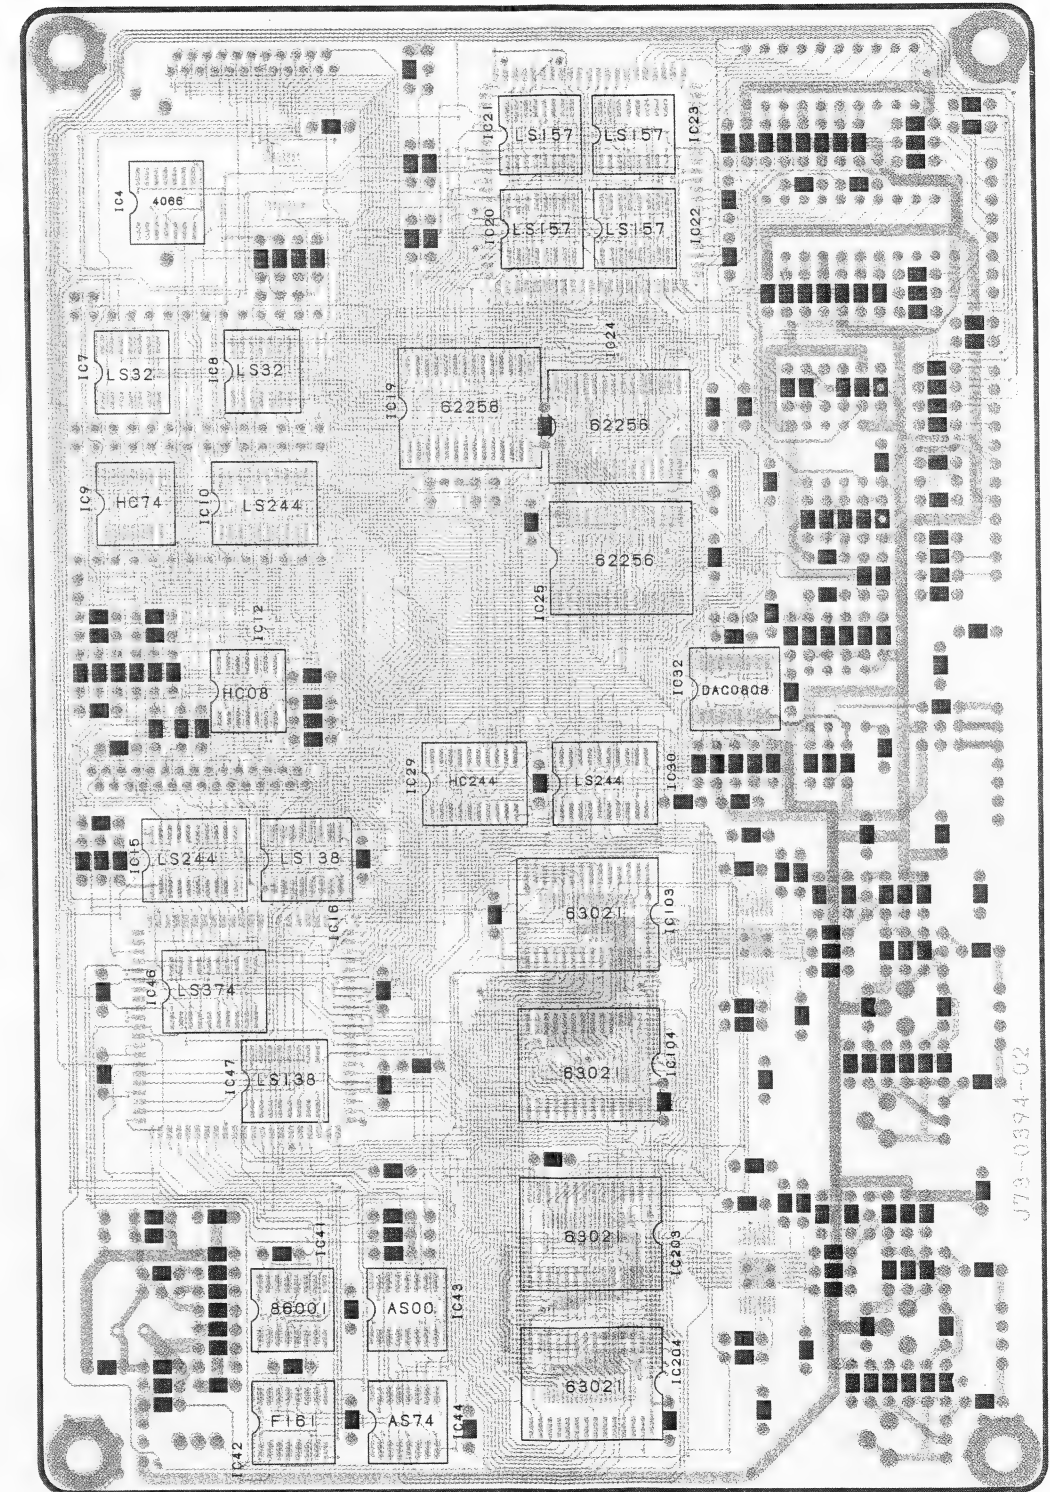 IC21
LS157
LS157
IC23
IC4
4066
IC20
LS157
LS157
IC22
IC7
LS32
IC8
LS32
IC24
IC19
62256
62256
IC9
HC74
IC10
LS244
62256
IC25
IC12
HC08
IC32
DAC0808
IC29
HC244
LS244
IC30
IC15
LS244
LS138
IC16
63021
IC103
IC46
LS374
IC47
LS138
63021
IC104
J73-0394-02
63021
IC203
IC41
86001
AS00
IC43
63021
IC204
IC42
F161
AS74
IC44